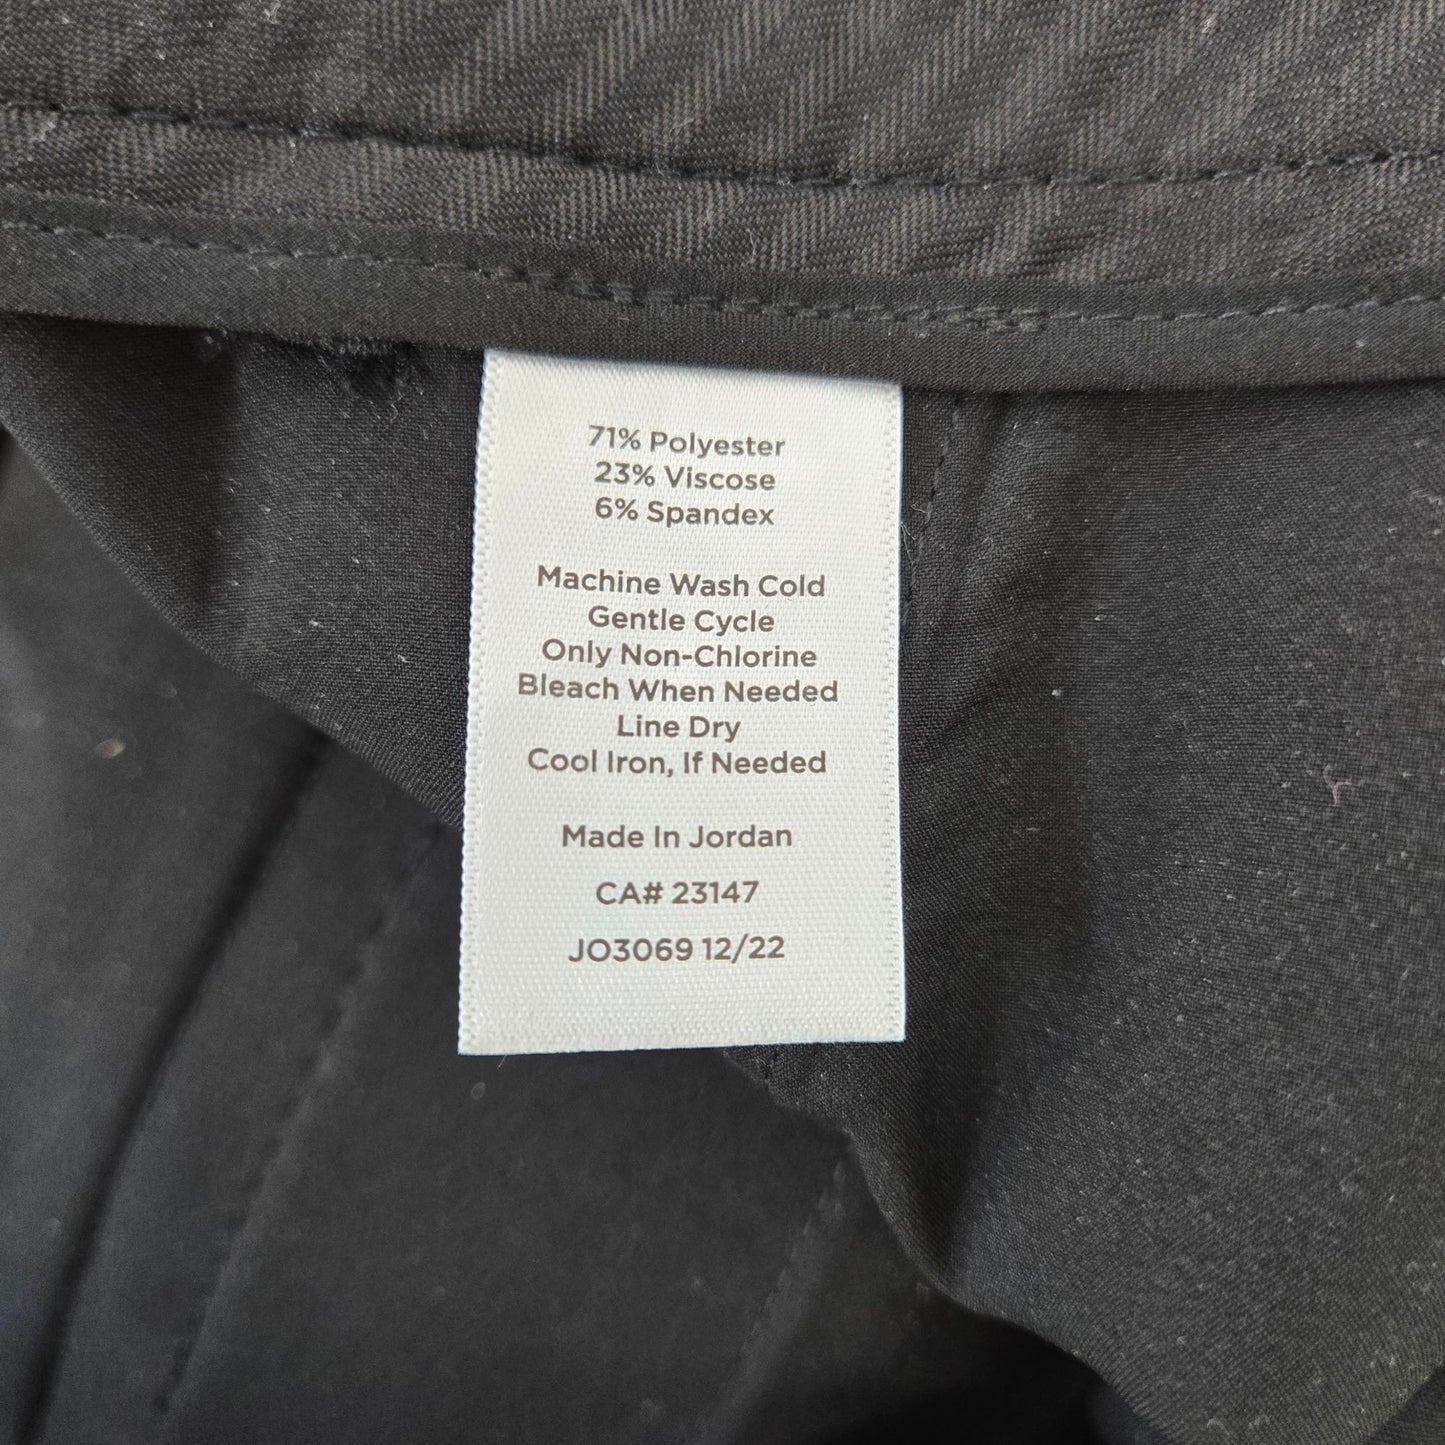 71% Polyester
23% Viscose
6% Spandex
Machine Wash Cold
Gentle Cycle
Only Non-Chlorine
Bleach When Needed
Line Dry
Cool Iron, If Needed
Made In Jordan
CA# 23147
JO3069 12/22